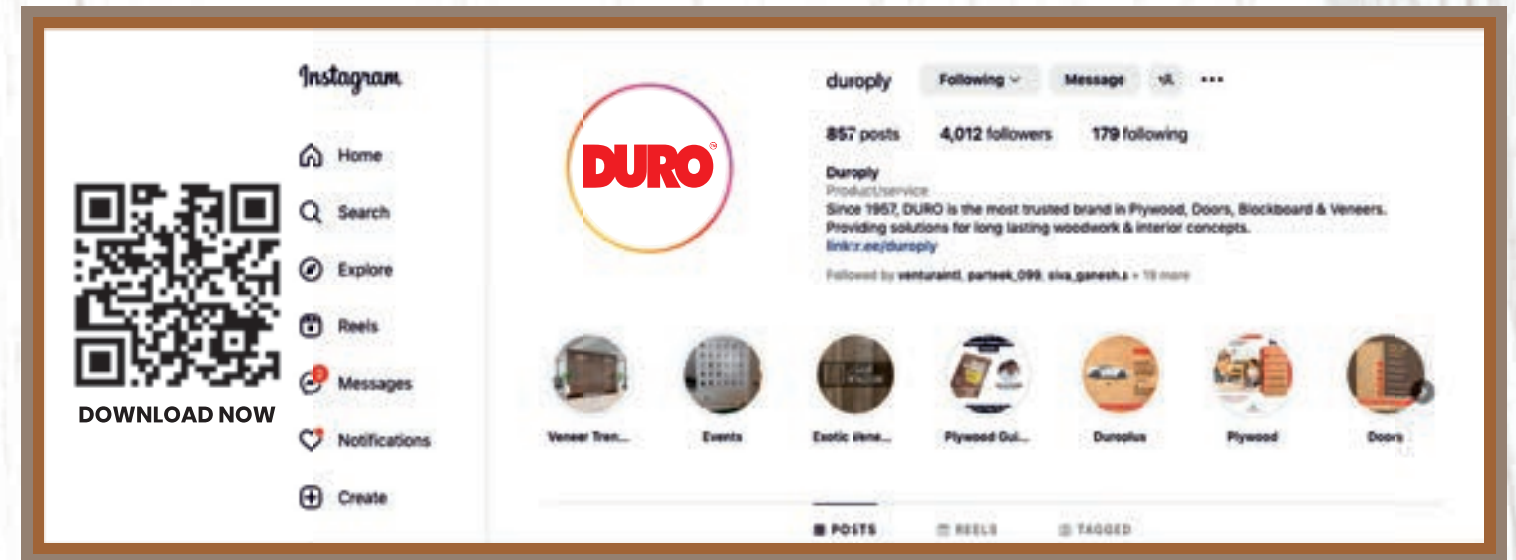 DOWNLOAD NOW
Instagram
Home
Search
Explore
Reels
Messages
Notifications
Create
DURO
duroply Following Message
857 posts 4,012 followers 179 following
Duroply
Product/service
Since 1957, DURO is the most trusted brand in Plywood, Doors, Blockboard & Veneers.
Providing solutions for long lasting woodwork & interior concepts.
linktr.ee/duroply
Followed by venturaintl, parteek_099, siva_ganesh.s + 19 more
Veneer Tren...
Events
Exotic Vene...
Plywood Gui...
Duroplus
Plywood
Doors
POSTS
REELS
TAGGED